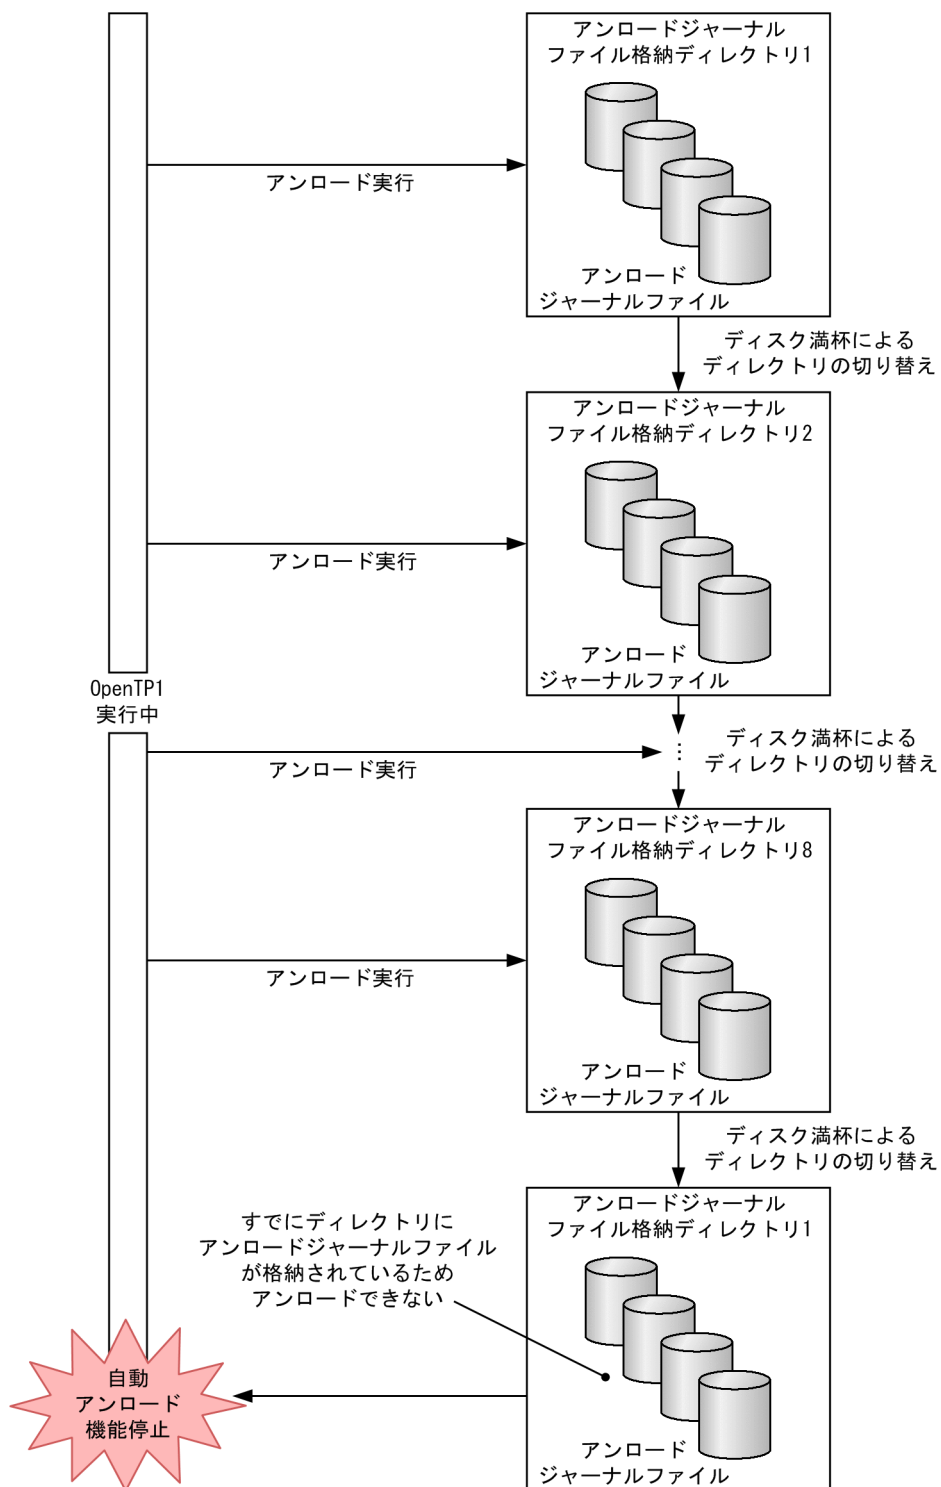 アンロードジャーナル
ファイル格納ディレクトリ1
アンロード実行
アンロード
ジャーナルファイル
ディスク満杯による
ディレクトリの切り替え
アンロードジャーナル
ファイル格納ディレクトリ2
アンロード実行
アンロード
ジャーナルファイル
OpenTP1
実行中
ディスク満杯による
ディレクトリの切り替え
アンロード実行
⋮
アンロードジャーナル
ファイル格納ディレクトリ8
アンロード実行
アンロード
ジャーナルファイル
ディスク満杯による
ディレクトリの切り替え
アンロードジャーナル
ファイル格納ディレクトリ1
すでにディレクトリに
アンロードジャーナルファイル
が格納されているため
アンロードできない
自動
アンロード
機能停止
アンロード
ジャーナルファイル